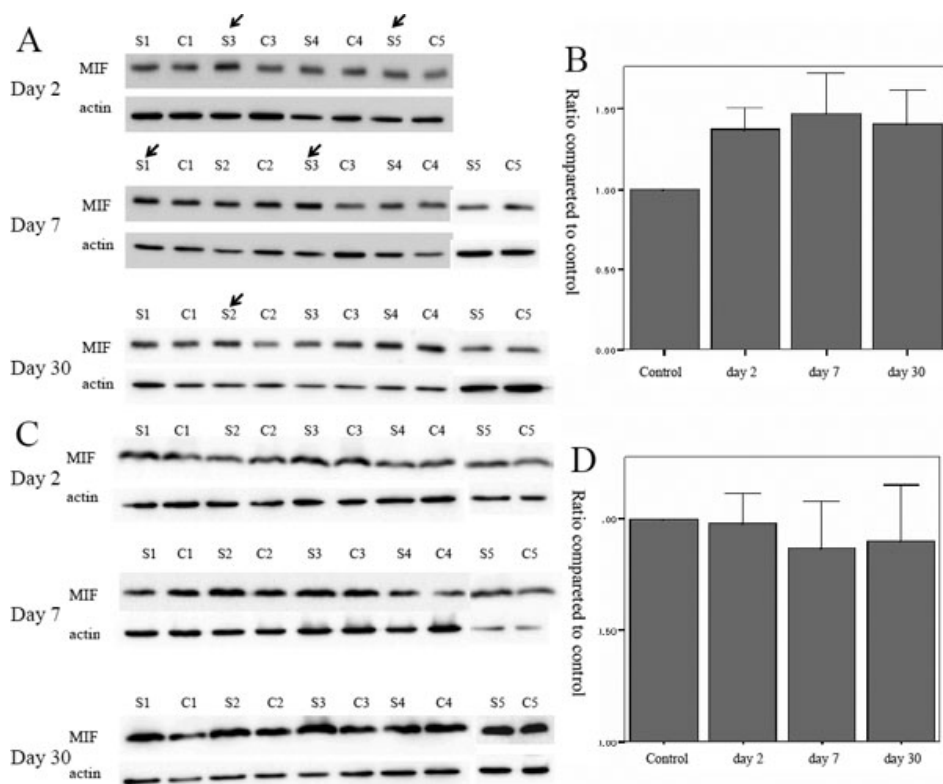 A
S1 C1 S3 C3 S4 C4 S5 C5
Day 2
MIF
actin
S1 C1 S2 C2 S3 C3 S4 C4 S5 C5
Day 7
MIF
actin
S1 C1 S2 C2 S3 C3 S4 C4 S5 C5
Day 30
MIF
actin
B
Ratio compareted to control
.50
1.00
0.50
0.00
Control day 2 day 7 day 30
C
S1 C1 S2 C2 S3 C3 S4 C4 S5 C5
Day 2
MIF
actin
S1 C1 S2 C2 S3 C3 S4 C4 S5 C5
Day 7
MIF
actin
S1 C1 S2 C2 S3 C3 S4 C4 S5 C5
Day 30
MIF
actin
D
Ratio compareted to control
.00
.50
.00
Control day 2 day 7 day 30